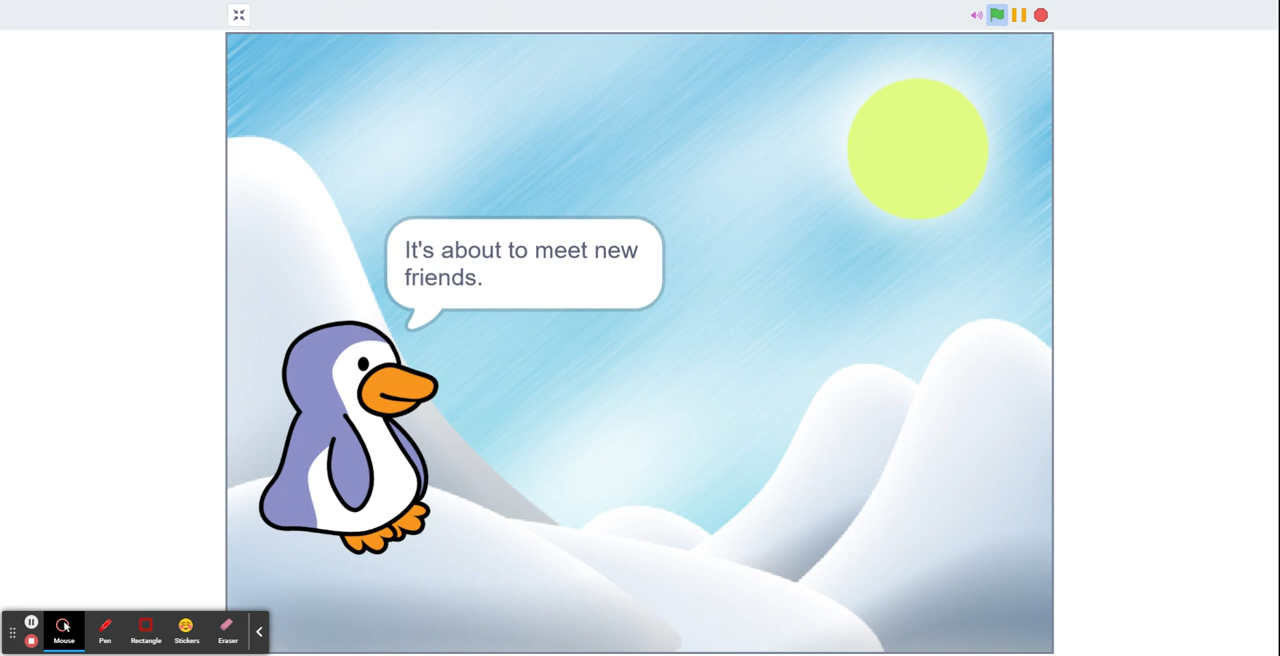 It's about to meet new
friends.
Mouse
Pen
Rectangle
Stickers
Eraser